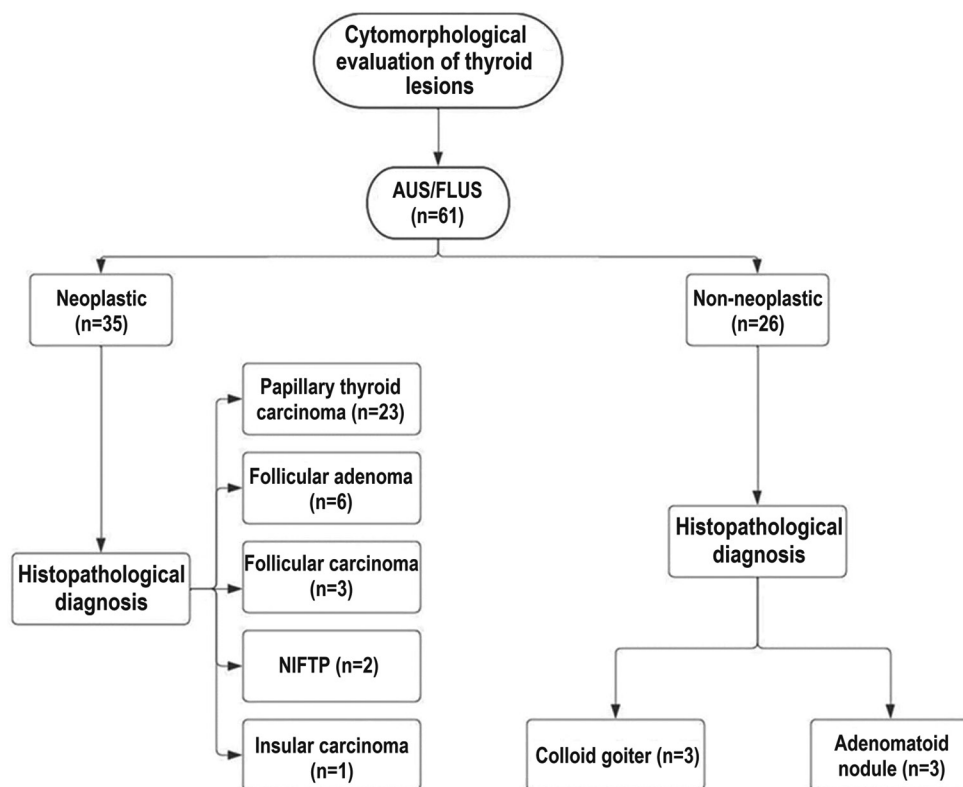 Cytomorphological
evaluation of thyroid
lesions
AUS/FLUS
(n=61)
Neoplastic
(n=35)
Non-neoplastic
(n=26)
Papillary thyroid
carcinoma (n=23)
Follicular adenoma
(n=6)
Follicular carcinoma
(n=3)
NIFTP (n=2)
Insular carcinoma
(n=1)
Histopathological
diagnosis
Histopathological
diagnosis
Colloid goiter (n=3)
Adenomatoid
nodule (n=3)